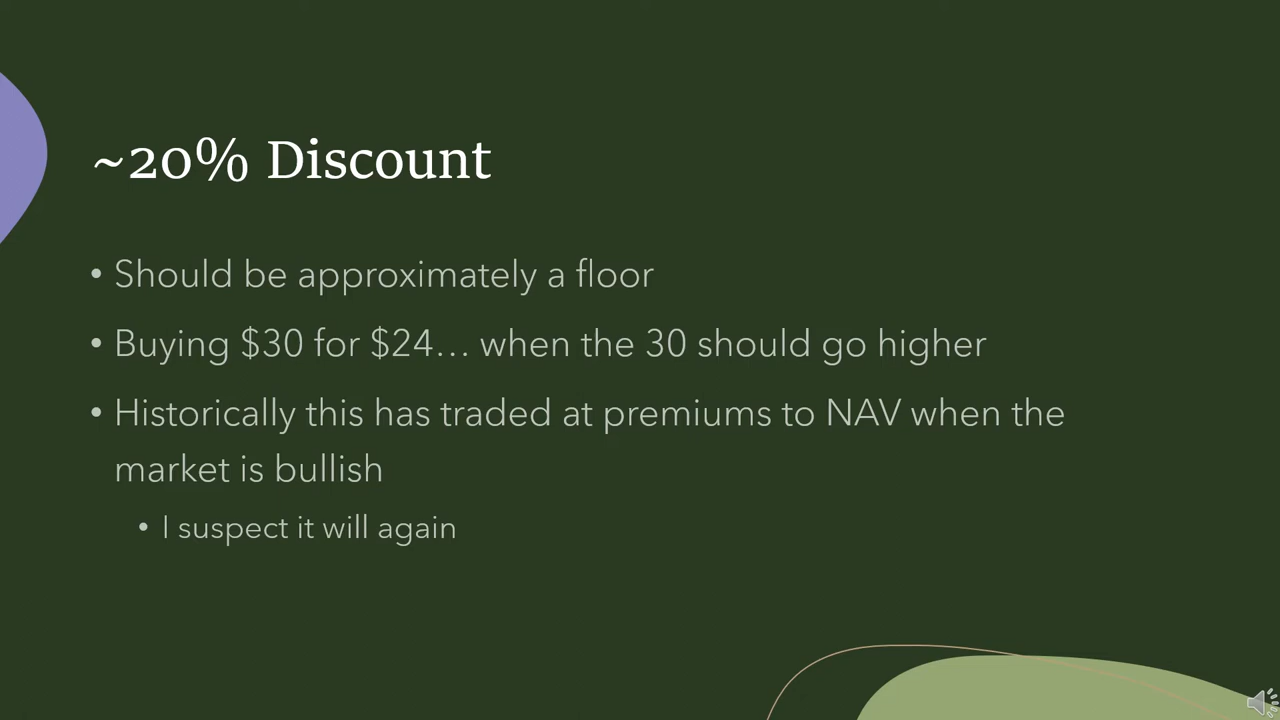 ~20% Discount
• Should be approximately a floor
• Buying $30 for $24… when the 30 should go higher
• Historically this has traded at premiums to NAV when the
market is bullish
• I suspect it will again